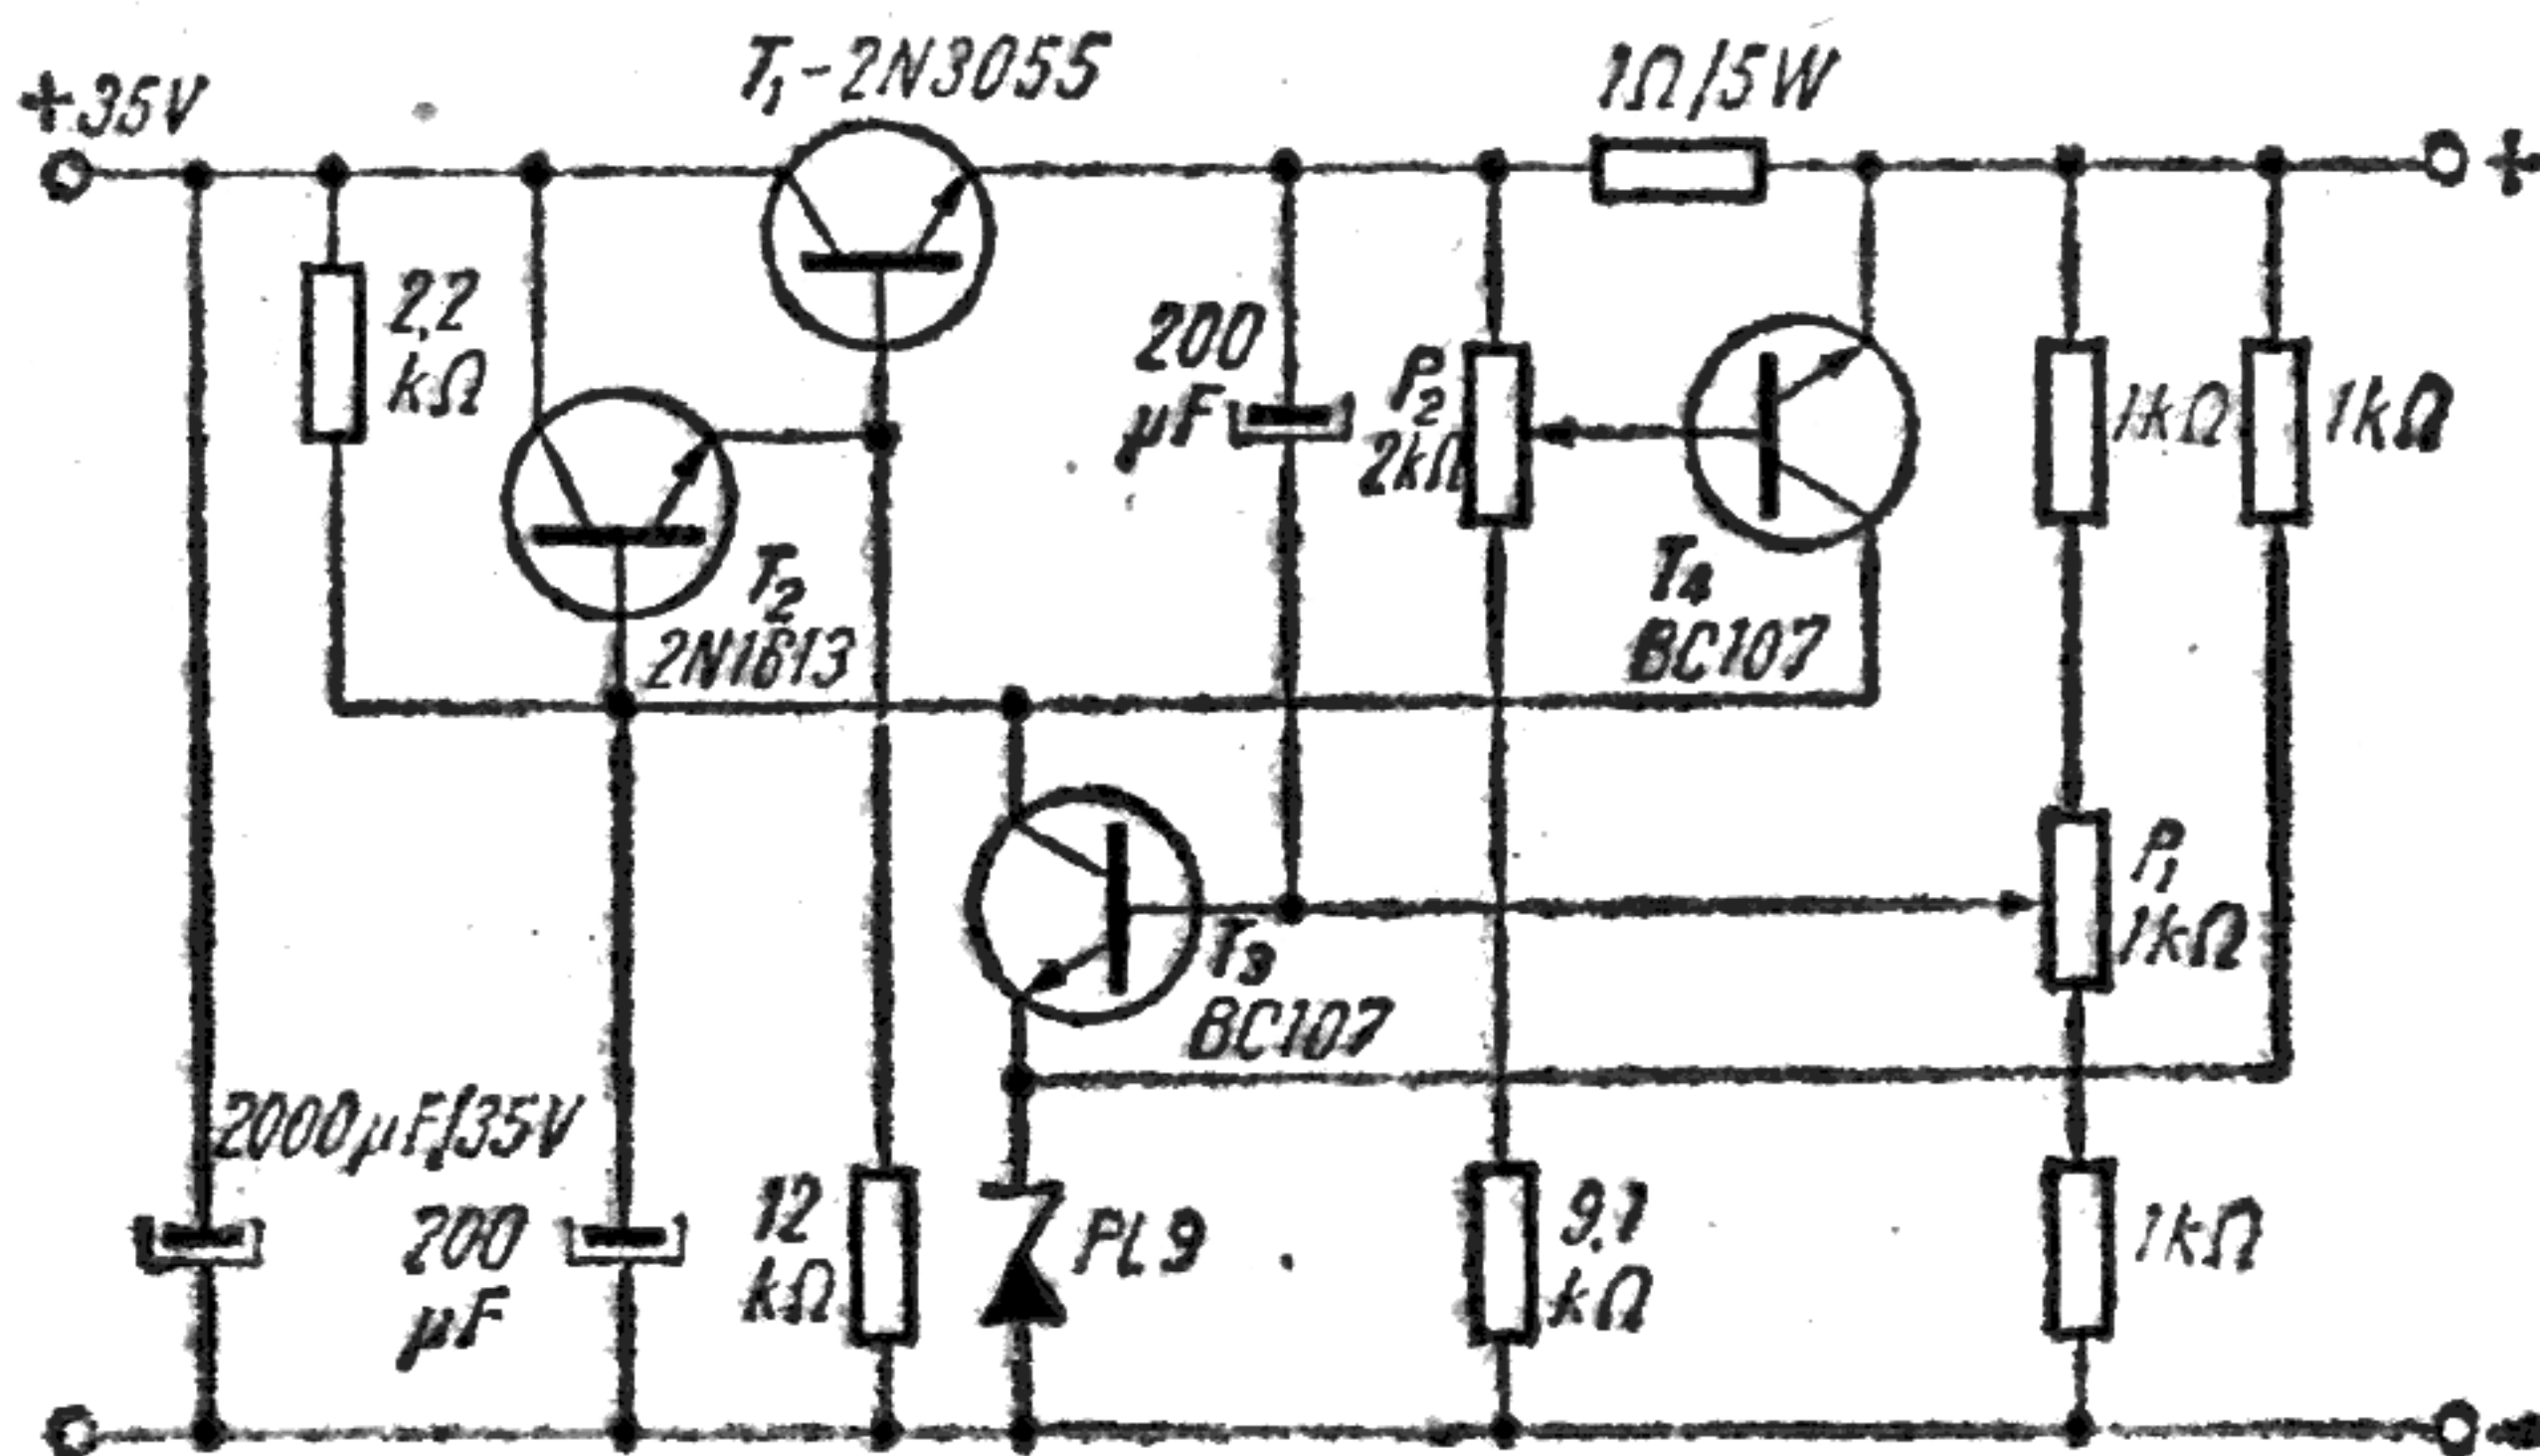 +35V
T₁-2N3055
1Ω/5W
+
2,2
kΩ
200
μF
P₂
2kΩ
1kΩ
1kΩ
T₂
2N1613
T₄
BC107
P₁
1kΩ
T₃
BC107
2000μF/35V
200
μF
12
kΩ
PL9
9,1
kΩ
1kΩ
-